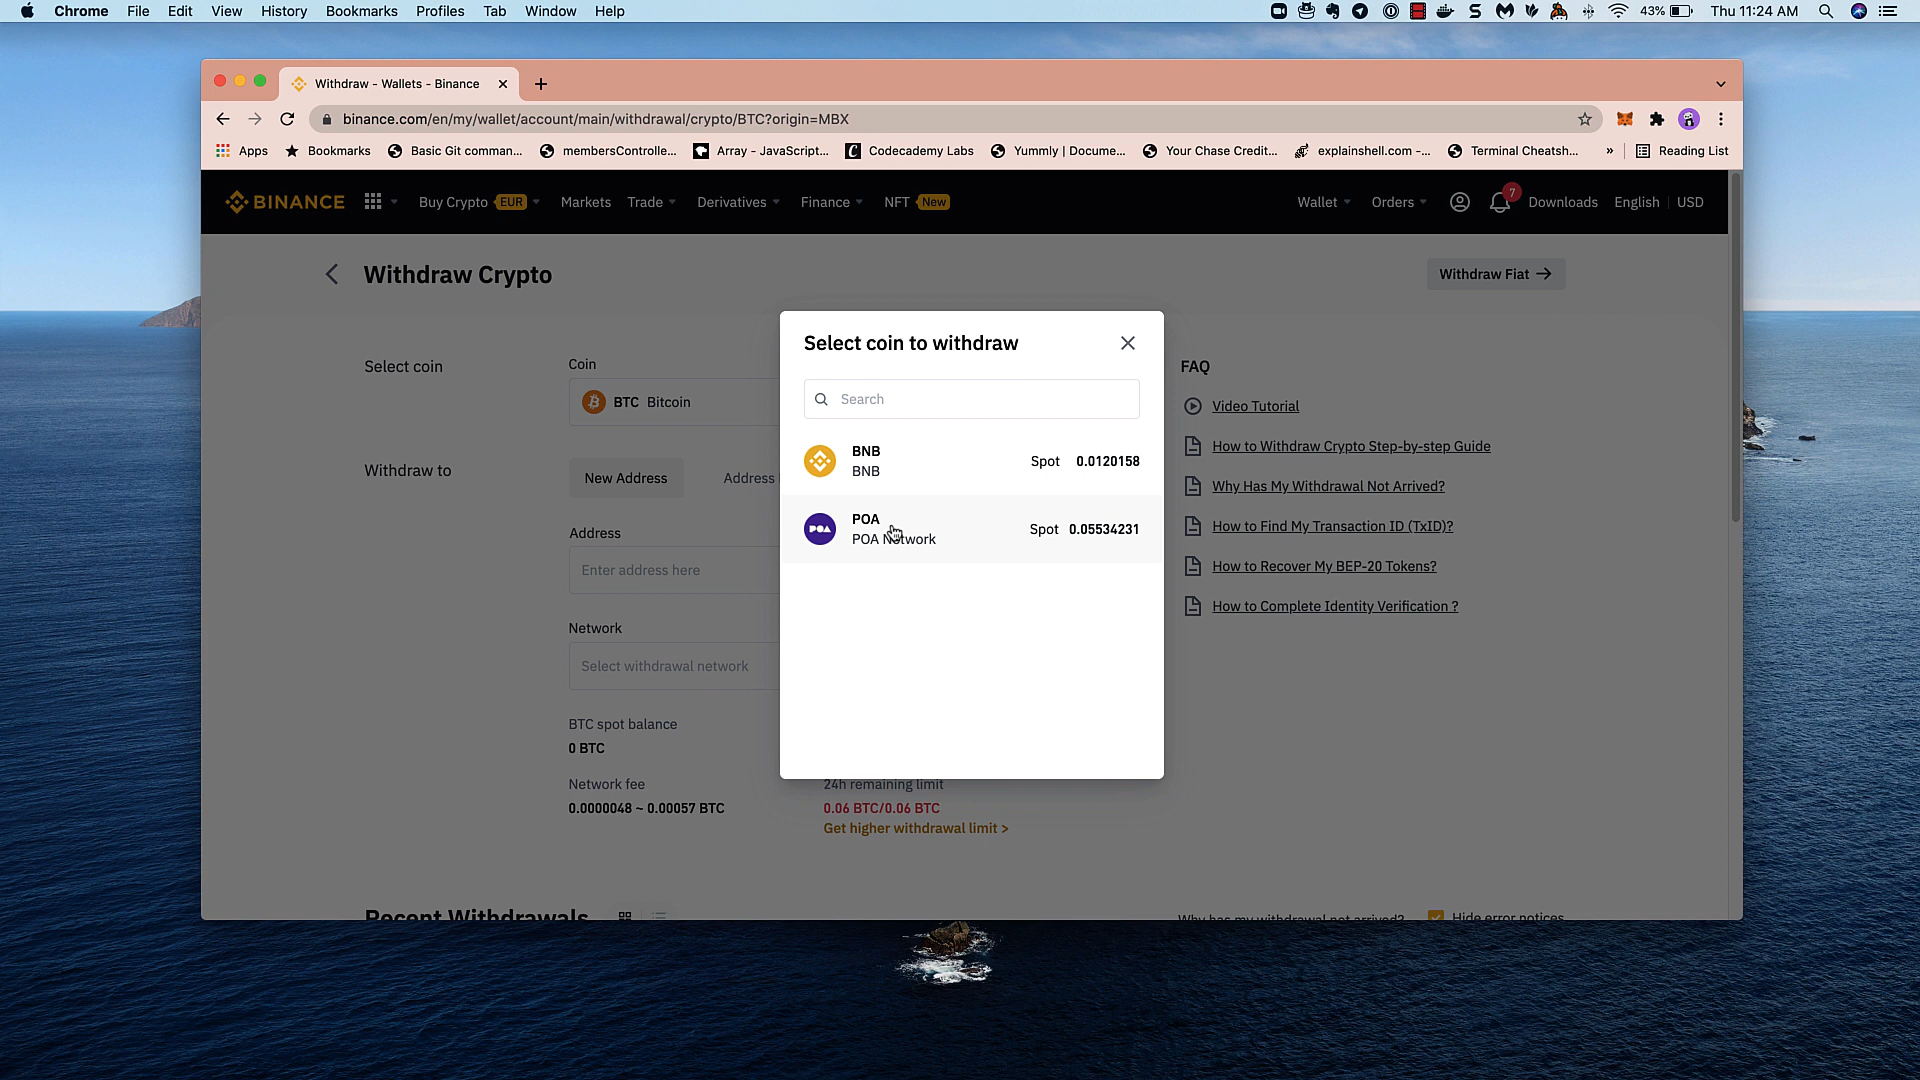 Chrome File Edit View History Bookmarks Profiles Tab Window Help
43% Thu 11:24 AM
Withdraw - Wallets - Binance
binance.com/en/my/wallet/account/main/withdrawal/crypto/BTC?origin=MBX
Apps Bookmarks Basic Git comman... membersControlle... Array - JavaScript... Codecademy Labs Yummly | Docume... Your Chase Credit... explainshell.com -... Terminal Cheatsh... » Reading List
BINANCE Buy Crypto EUR Markets Trade Derivatives Finance NFT New Wallet Orders 7 Downloads English USD
Withdraw Crypto
Withdraw Fiat →
Select coin to withdraw
Search
BNB
BNB
Spot 0.0120158
POA
POA
POA Network
Spot 0.05534231
Select coin
Coin
BTC Bitcoin
Withdraw to
New Address Address
Address
Enter address here
Network
Select withdrawal network
BTC spot balance
0 BTC
Network fee
0.0000048 ~ 0.00057 BTC
24h remaining limit
0.06 BTC/0.06 BTC
Get higher withdrawal limit >
FAQ
Video Tutorial
How to Withdraw Crypto Step-by-step Guide
Why Has My Withdrawal Not Arrived?
How to Find My Transaction ID (TxID)?
How to Recover My BEP-20 Tokens?
How to Complete Identity Verification ?
Recent Withdrawals
Why has my withdrawal not arrived?
Hide error notices